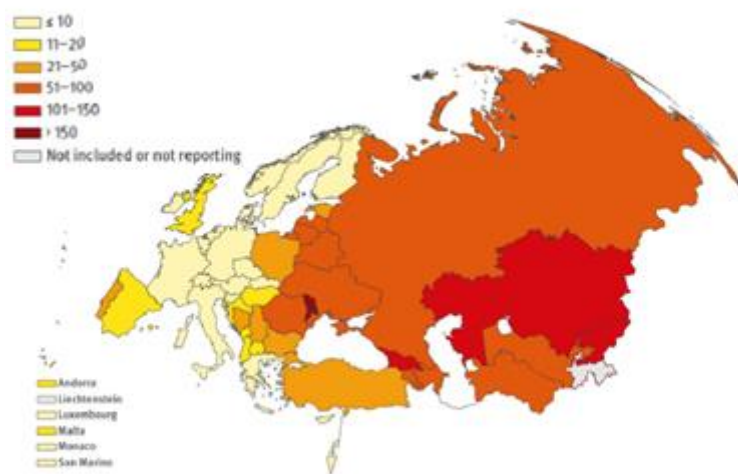 ≤ 10
11–20
21–50
51–100
101–150
> 150
Not included or not reporting
Andorra
Liechtenstein
Luxembourg
Malta
Monaco
San Marino